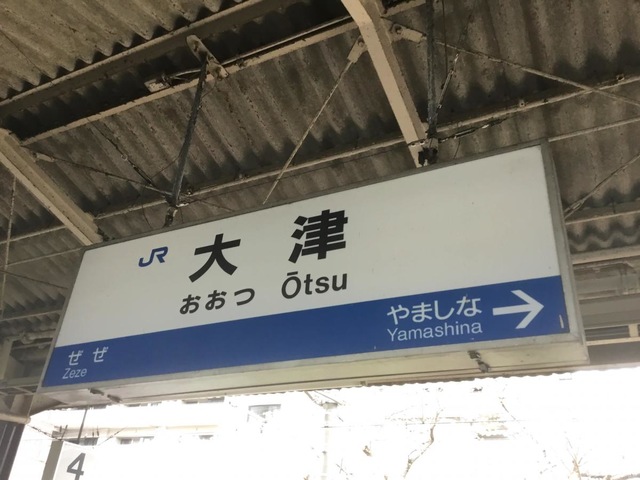 JR 大津
おおつ Ōtsu
ぜぜ
Zeze
やましな
Yamashina
4